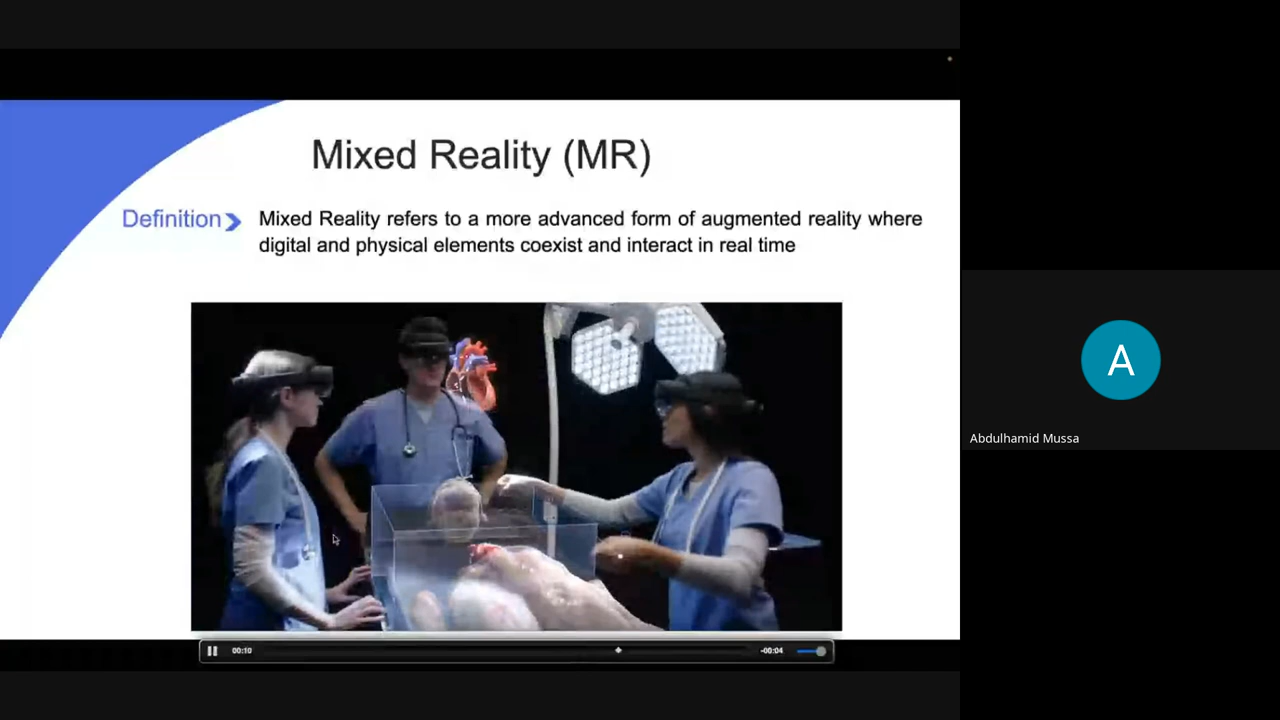 Mixed Reality (MR)
Definition
Mixed Reality refers to a more advanced form of augmented reality where
digital and physical elements coexist and interact in real time
A
Abdulhamid Mussa
00:10
-00:04